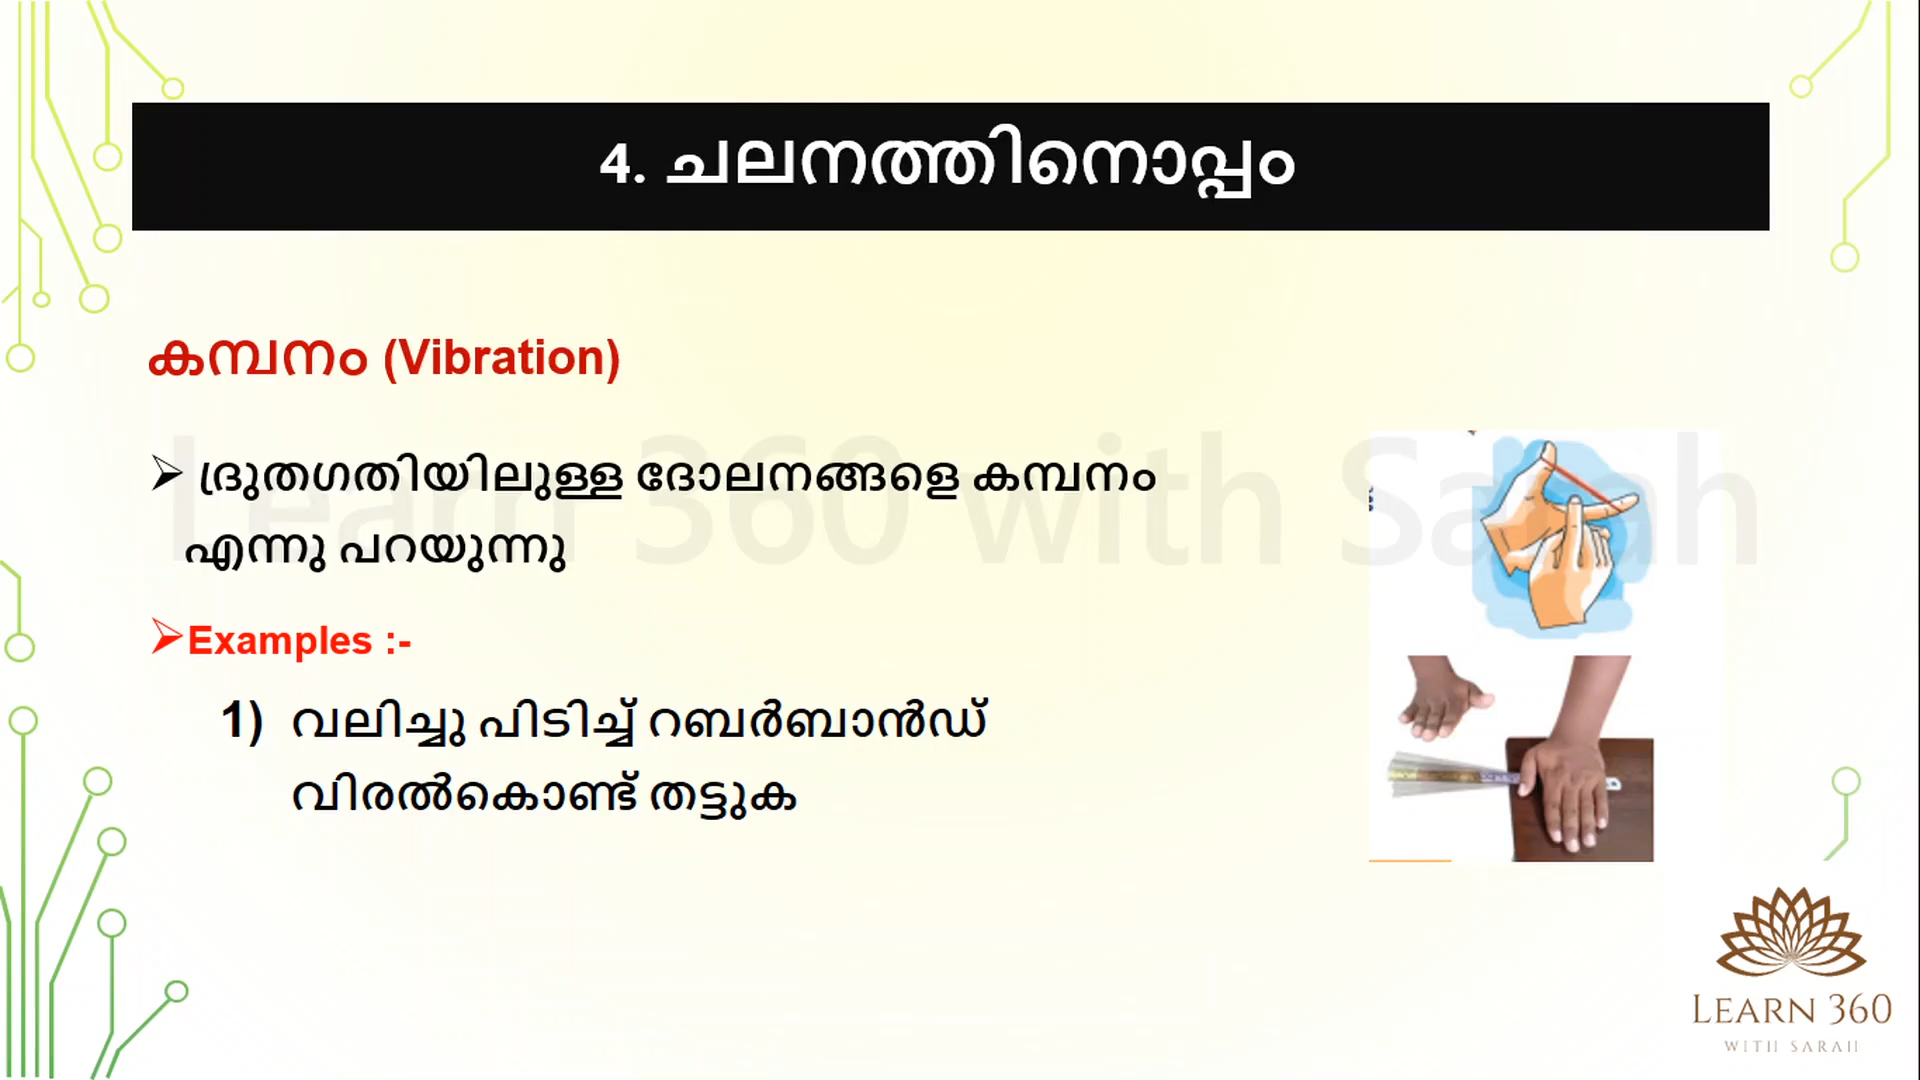 4. ചലനത്തിനൊപ്പം
കമ്പനം (Vibration)
ദ്രുതഗതിയിലുള്ള ദോലനങ്ങളെ കമ്പനം
എന്നു പറയുന്നു
Examples :-
1) വലിച്ചു പിടിച്ച് റബർബാൻഡ്
വിരൽകൊണ്ട് തട്ടുക
Learn 360 with Sarah
LEARN 360
WITH SARAH